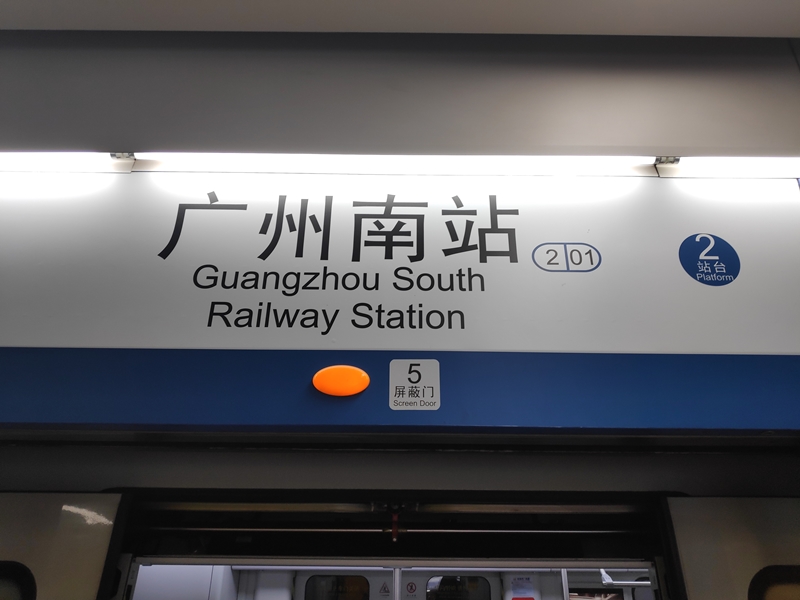 广州南站
Guangzhou South
Railway Station
2 01
2
站台
Platform
5
屏蔽门
Screen Door